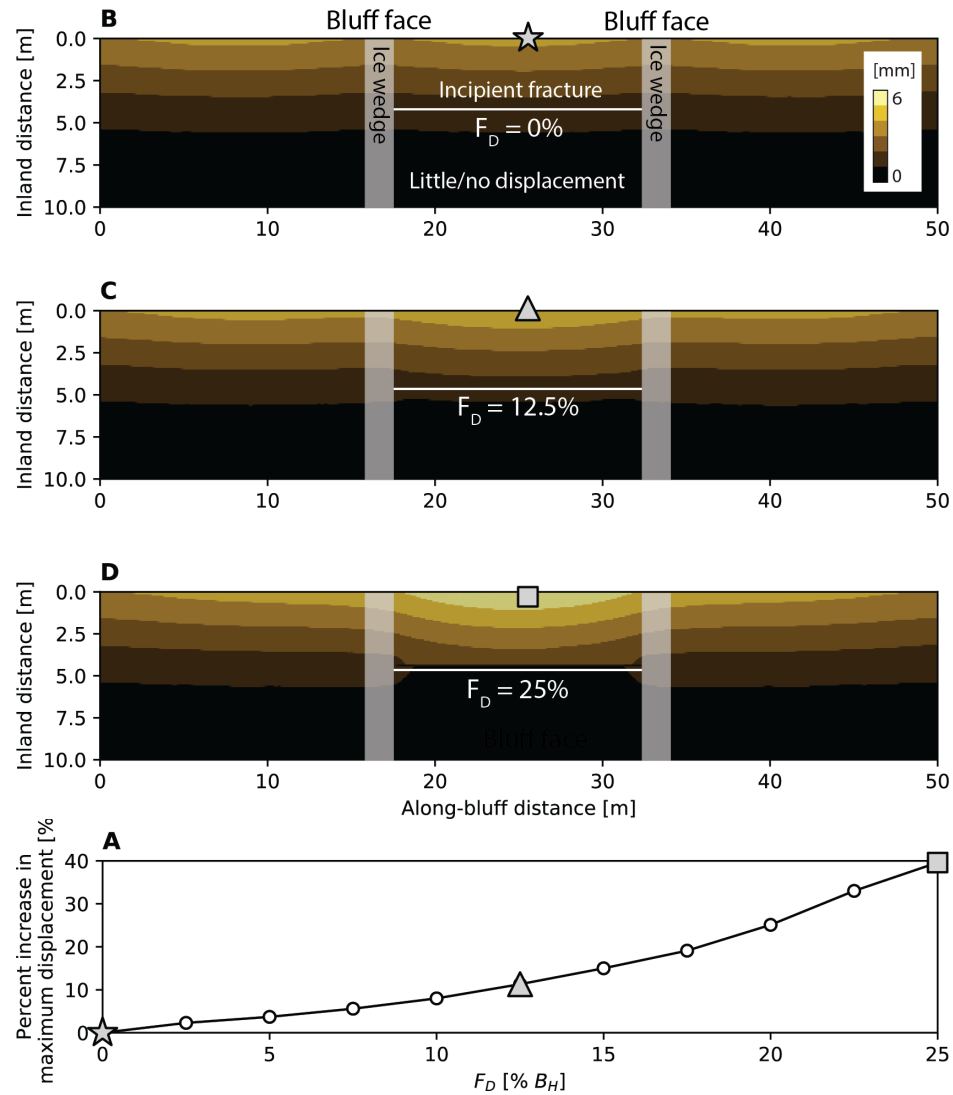 B
Bluff face
Bluff face
Inland distance [m]
0.0
2.5
5.0
7.5
10.0
Ice wedge
Ice wedge
Incipient fracture
F_D = 0%
Little/no displacement
[mm]
6
0
0 10 20 30 40 50
C
Inland distance [m]
0.0
2.5
5.0
7.5
10.0
F_D = 12.5%
0 10 20 30 40 50
D
Inland distance [m]
0.0
2.5
5.0
7.5
10.0
F_D = 25%
Bluff face
0 10 20 30 40 50
Along-bluff distance [m]
A
Percent increase in
maximum displacement [%
40
30
20
10
0
0 5 10 15 20 25
F_D [% B_H]